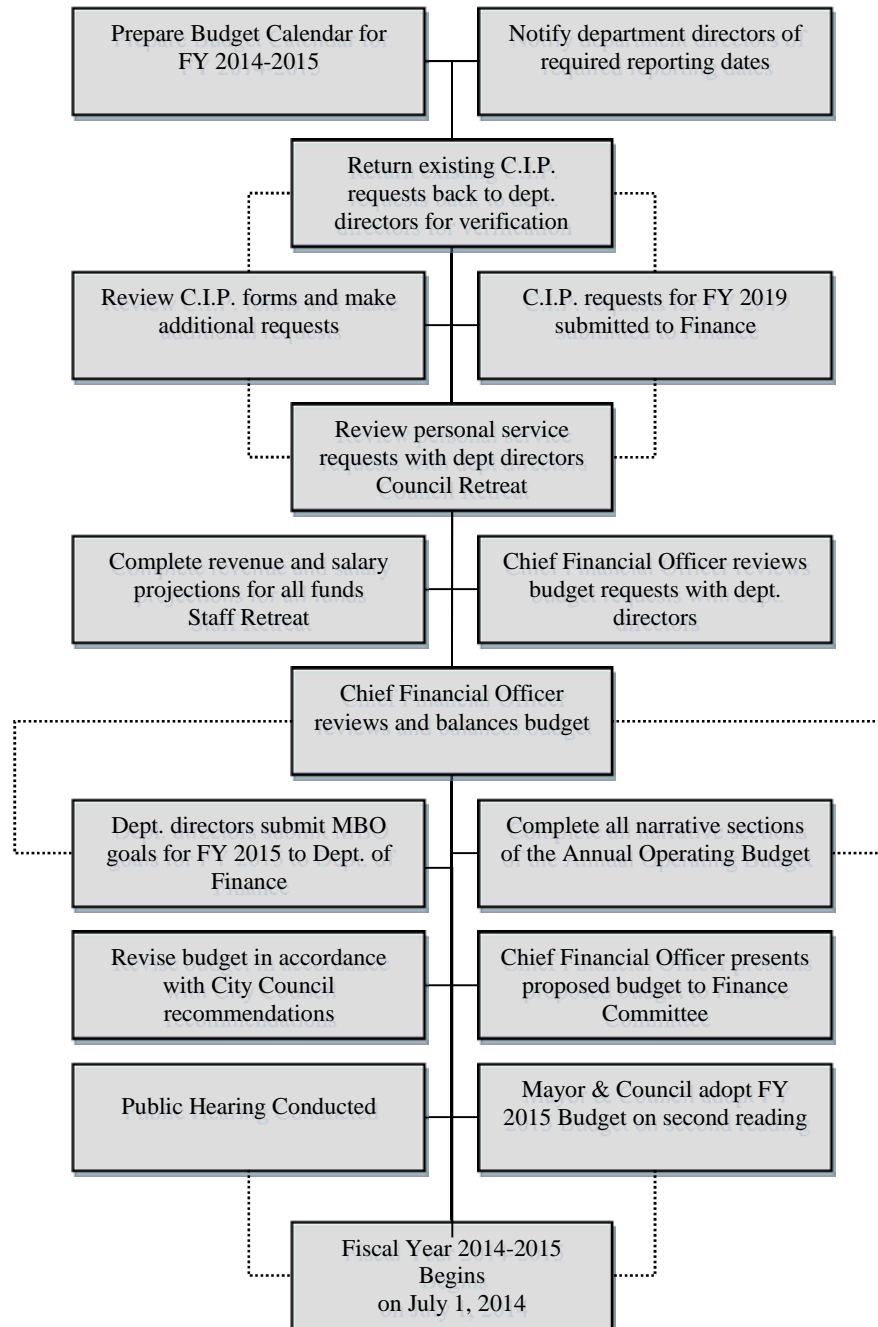 Prepare Budget Calendar for
FY 2014-2015
Notify department directors of
required reporting dates
Return existing C.I.P.
requests back to dept.
directors for verification
Review C.I.P. forms and make
additional requests
C.I.P. requests for FY 2019
submitted to Finance
Review personal service
requests with dept directors
Council Retreat
Complete revenue and salary
projections for all funds
Staff Retreat
Chief Financial Officer reviews
budget requests with dept.
directors
Chief Financial Officer
reviews and balances budget
Dept. directors submit MBO
goals for FY 2015 to Dept. of
Finance
Complete all narrative sections
of the Annual Operating Budget
Revise budget in accordance
with City Council
recommendations
Chief Financial Officer presents
proposed budget to Finance
Committee
Public Hearing Conducted
Mayor & Council adopt FY
2015 Budget on second reading
Fiscal Year 2014-2015
Begins
on July 1, 2014